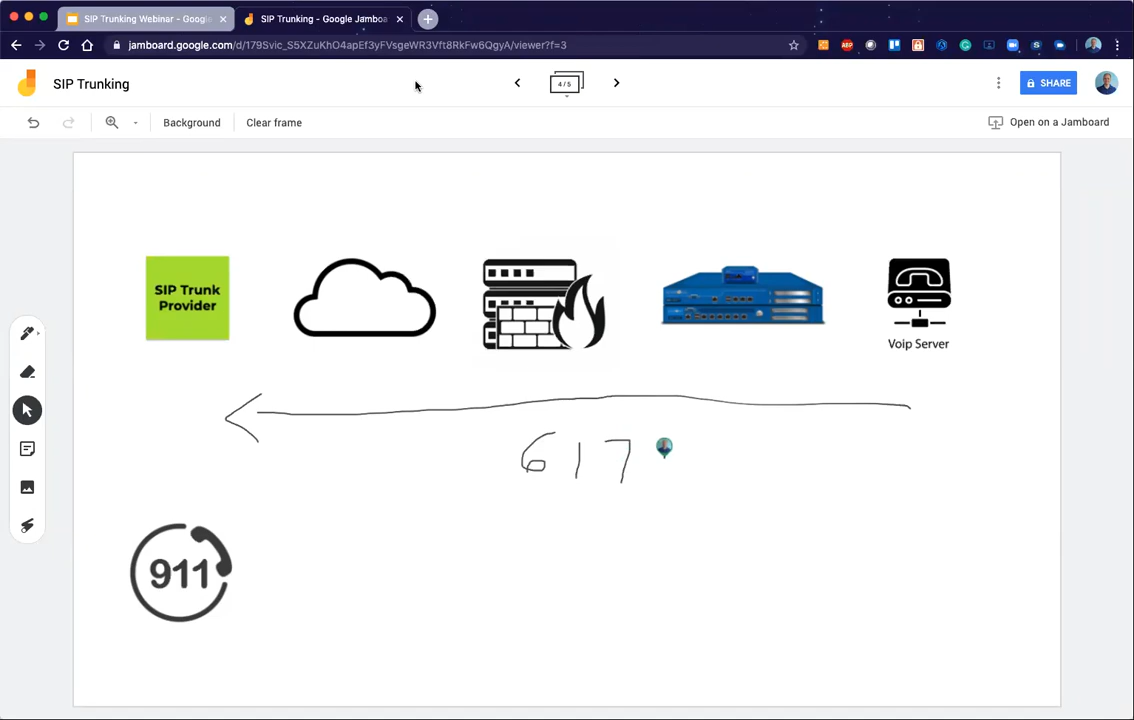 SIP Trunking Webinar - Google
SIP Trunking - Google Jamboa
jamboard.google.com/d/179Svic_S5XZuKhO4apEf3yFVsgeWR3Vft8RkFw6QgyA/viewer?f=3
SIP Trunking
4/5
SHARE
Background
Clear frame
Open on a Jamboard
SIP Trunk
Provider
Voip Server
617
911